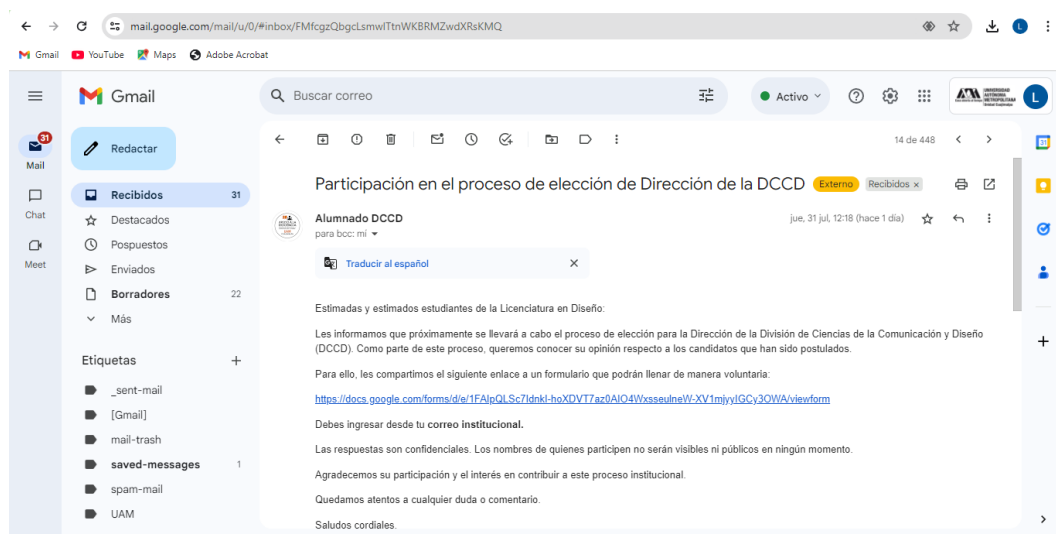 mail.google.com/mail/u/0/#inbox/FMfcgzQbgcLsmwlTtnWKBRMZwdXRsKMQ
L
Gmail YouTube Maps Adobe Acrobat
Gmail
Buscar correo
Activo
UNIVERSIDAD AUTÓNOMA METROPOLITANA
L
31
Mail
Redactar
14 de 448
Chat
Meet
Recibidos 31
Destacados
Pospuestos
Enviados
Borradores 22
Más
Etiquetas
_sent-mail
[Gmail]
mail-trash
saved-messages 1
spam-mail
UAM
Participación en el proceso de elección de Dirección de la DCCD Externo Recibidos x
Alumnado DCCD jue, 31 jul, 12:18 (hace 1 día)
para bcc: mí
Traducir al español
Estimadas y estimados estudiantes de la Licenciatura en Diseño:
Les informamos que próximamente se llevará a cabo el proceso de elección para la Dirección de la División de Ciencias de la Comunicación y Diseño
(DCCD). Como parte de este proceso, queremos conocer su opinión respecto a los candidatos que han sido postulados.
Para ello, les compartimos el siguiente enlace a un formulario que podrán llenar de manera voluntaria:
https://docs.google.com/forms/d/e/1FAIpQLSc7Idnkl-hoXDVT7az0AIO4WxsseulneW-XV1mjyyIGCy3OWA/viewform
Debes ingresar desde tu correo institucional.
Las respuestas son confidenciales. Los nombres de quienes participen no serán visibles ni públicos en ningún momento.
Agradecemos su participación y el interés en contribuir a este proceso institucional.
Quedamos atentos a cualquier duda o comentario.
Saludos cordiales.
31